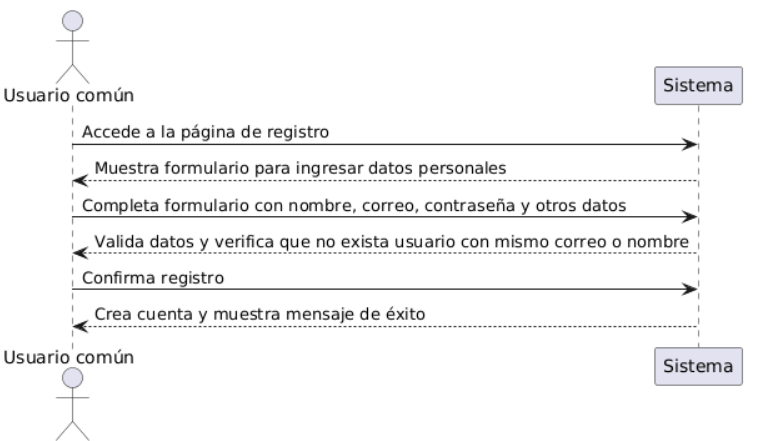 Usuario común
Sistema
Accede a la página de registro
Muestra formulario para ingresar datos personales
Completa formulario con nombre, correo, contraseña y otros datos
Valida datos y verifica que no exista usuario con mismo correo o nombre
Confirma registro
Crea cuenta y muestra mensaje de éxito
Usuario común
Sistema